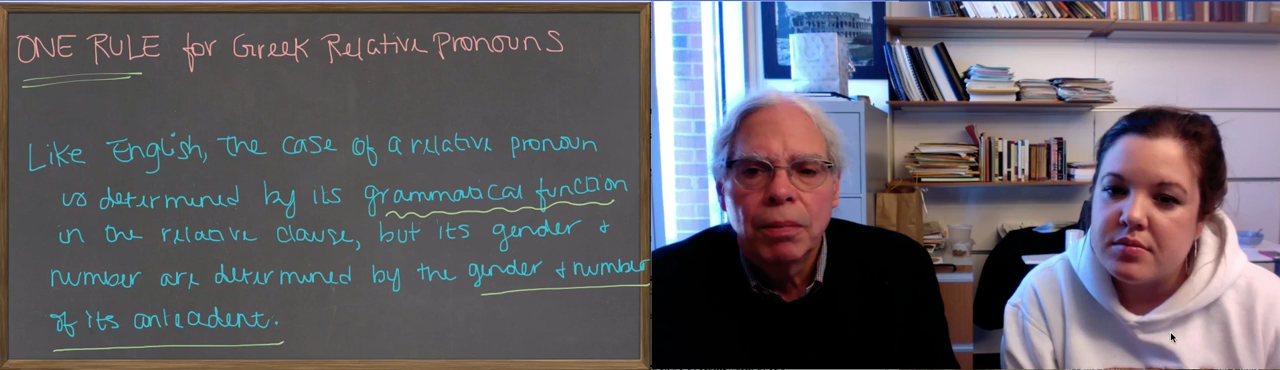 ONE RULE for Greek Relative Pronouns
Like English, the case of a relative pronoun
is determined by its grammatical function
in the relative clause, but its gender &
number are determined by the gender & number
of its antecedent.